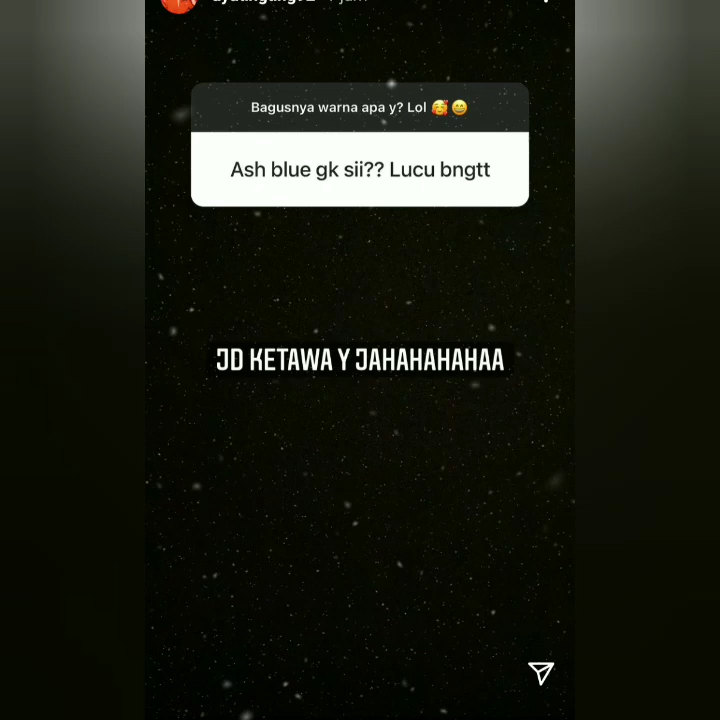 Bagusnya warna apa y? Lol 🥰😄
Ash blue gk sii?? Lucu bngtt
JD KETAWA Y JAHAHAHAHAA